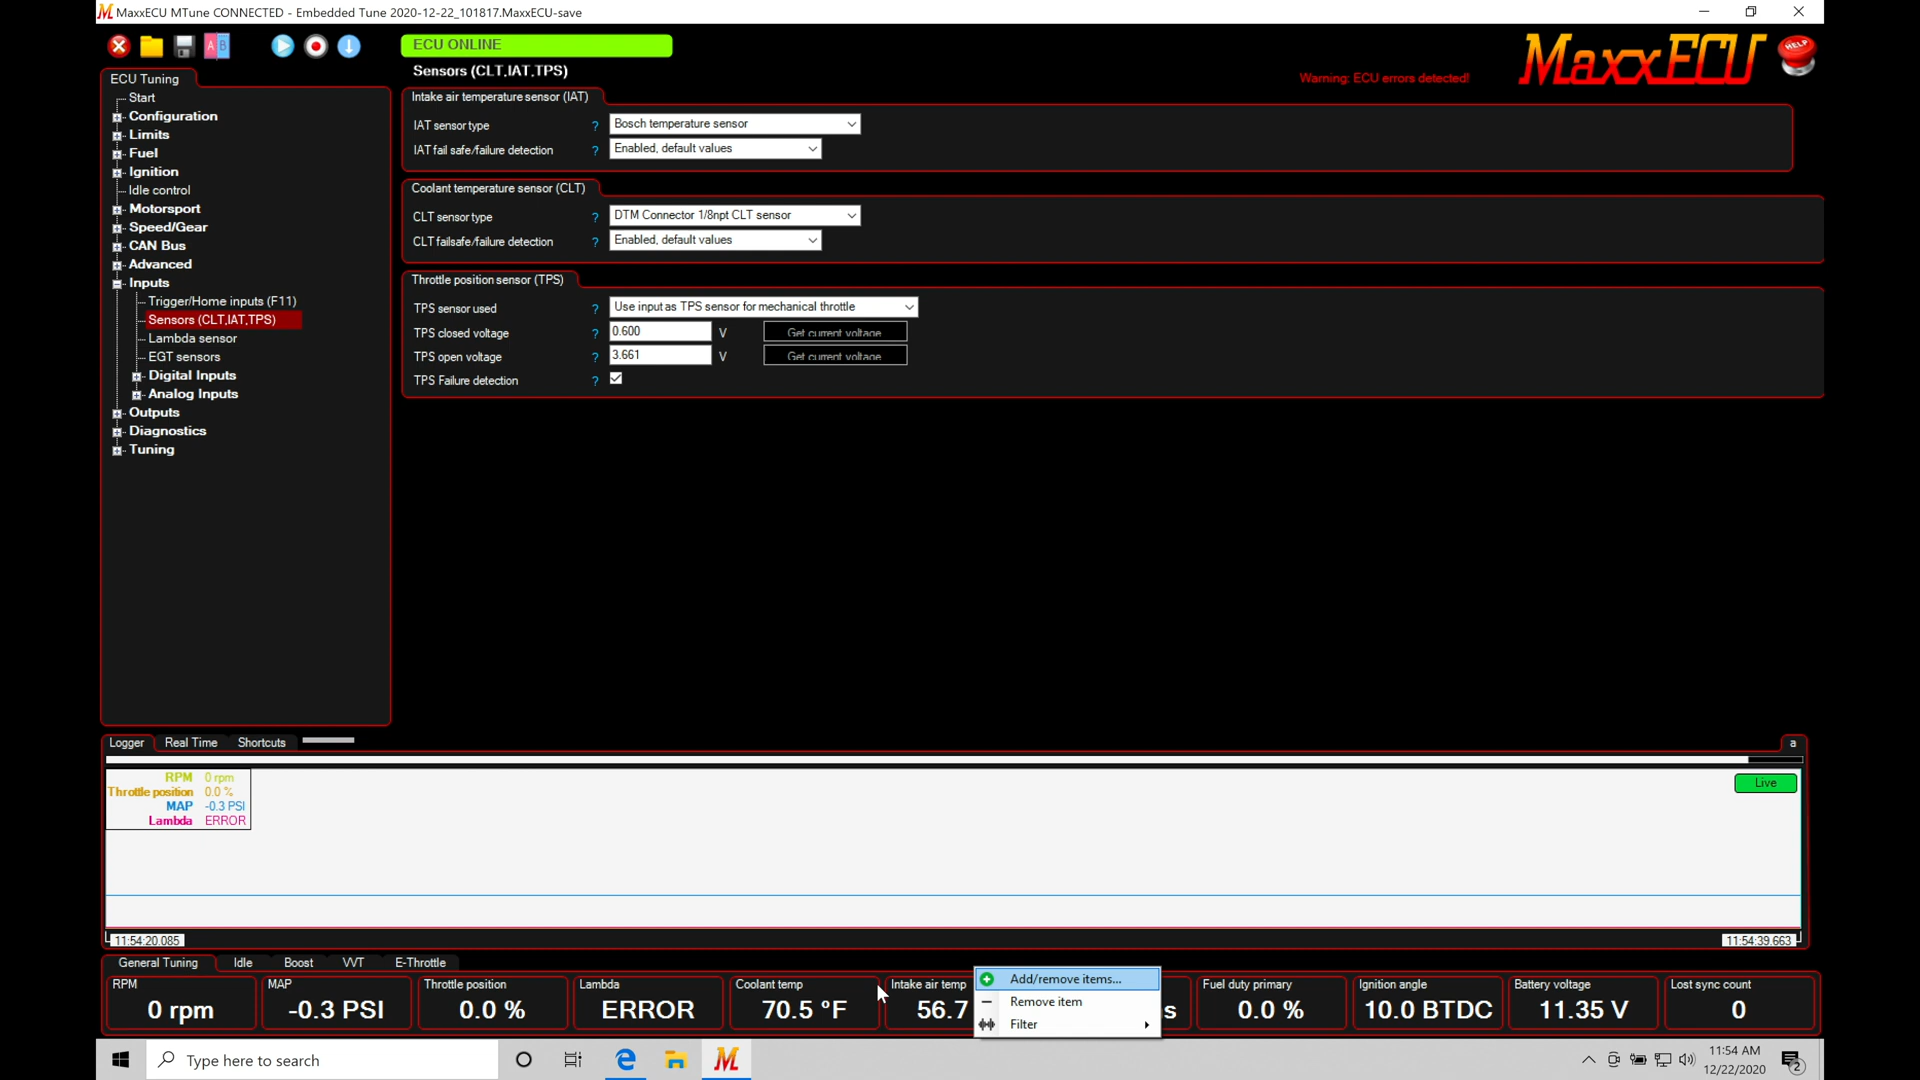 MaxxECU MTune CONNECTED - Embedded Tune 2020-12-22_101817.MaxxECU-save
A B
ECU ONLINE
Sensors (CLT,IAT,TPS)
Warning: ECU errors detected!
MaxxECU
HELP
ECU Tuning
Start
Configuration
Limits
Fuel
Ignition
Idle control
Motorsport
Speed/Gear
CAN Bus
Advanced
Inputs
Trigger/Home inputs (F11)
Sensors (CLT,IAT,TPS)
Lambda sensor
EGT sensors
Digital Inputs
Analog Inputs
Outputs
Diagnostics
Tuning
Intake air temperature sensor (IAT)
IAT sensor type ? Bosch temperature sensor
IAT fail safe/failure detection ? Enabled, default values
Coolant temperature sensor (CLT)
CLT sensor type ? DTM Connector 1/8npt CLT sensor
CLT failsafe/failure detection ? Enabled, default values
Throttle position sensor (TPS)
TPS sensor used ? Use input as TPS sensor for mechanical throttle
TPS closed voltage ? 0.600 V Get current voltage
TPS open voltage ? 3.661 V Get current voltage
TPS Failure detection ?
Logger Real Time Shortcuts a
RPM 0 rpm
Throttle position 0.0 %
MAP -0.3 PSI
Lambda ERROR
Live
11:54:20.085 11:54:39.663
General Tuning Idle Boost VVT E-Throttle
RPM MAP Throttle position Lambda Coolant temp Intake air temp Fuel duty primary Ignition angle Battery voltage Lost sync count
0 rpm -0.3 PSI 0.0 % ERROR 70.5 °F 56.7 s 0.0 % 10.0 BTDC 11.35 V 0
Add/remove items...
Remove item
Filter
Type here to search
11:54 AM
12/22/2020
2